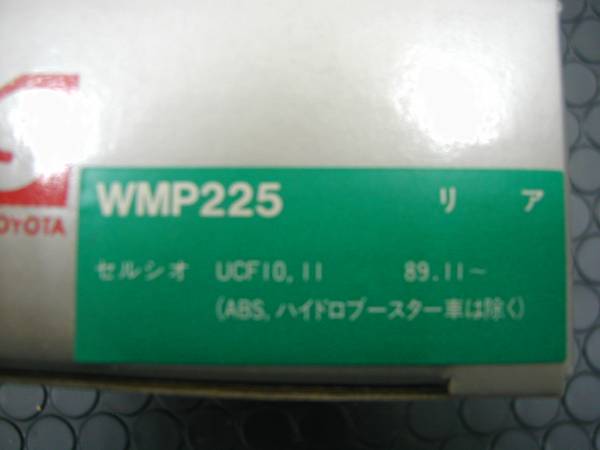 TOYOTA
WMP225 リア
セルシオ UCF10,11 89.11~
(ABS,ハイドロブースター車は除く)